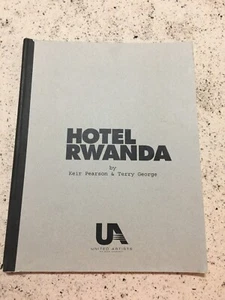 HOTEL
RWANDA
by
Keir Pearson & Terry George
UA
UNITED ARTISTS